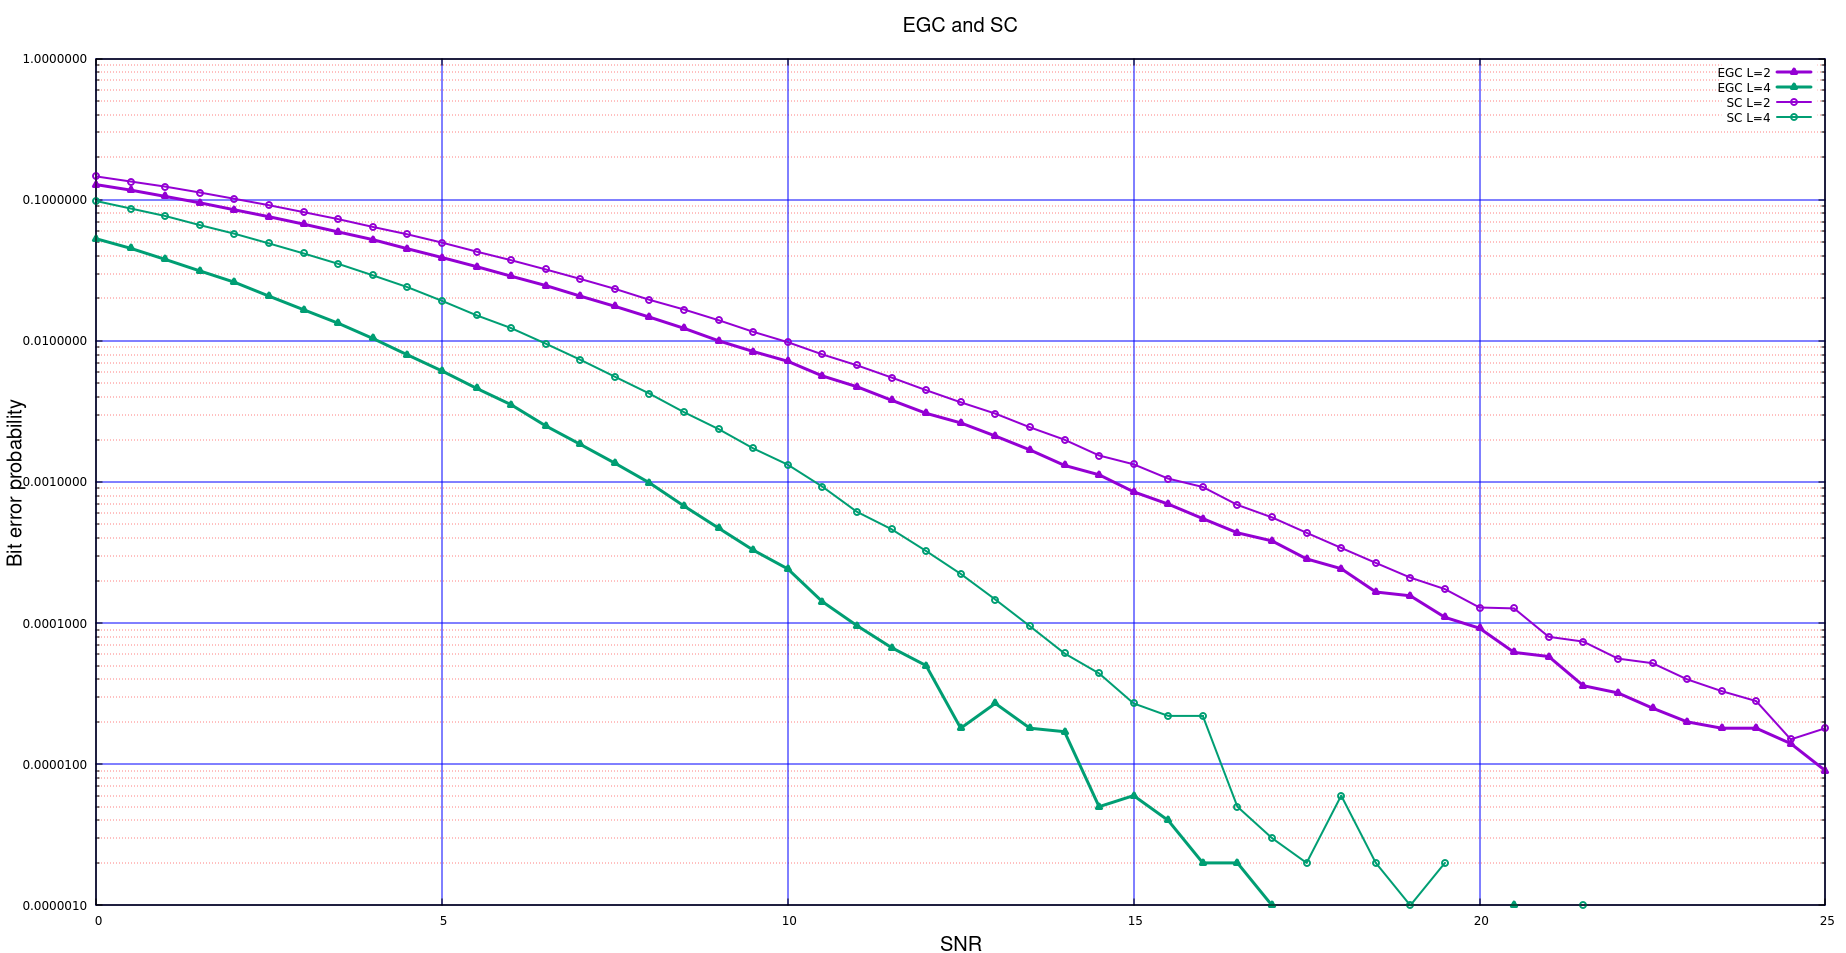 EGC and SC
1.0000000
0.1000000
0.0100000
0.0010000
0.0001000
0.0000100
0.0000010
Bit error probability
EGC L=2
EGC L=4
SC L=2
SC L=4
0
5
10
15
20
25
SNR